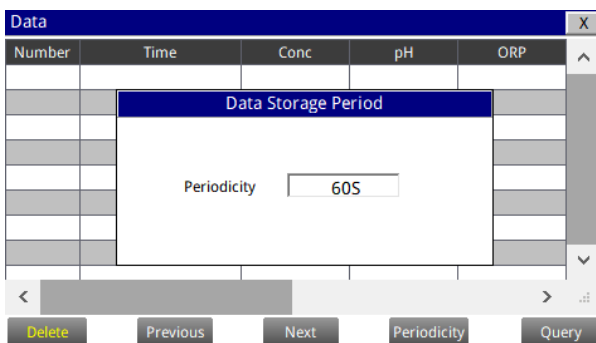 Data X
Number Time Conc pH ORP
Data Storage Period
Periodicity 60S
Delete Previous Next Periodicity Query